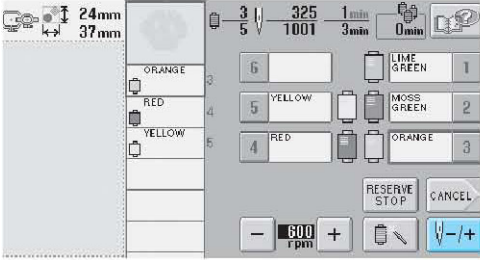 24mm
37mm
3
5
325
1001
1min
3min
0min
ORANGE
3
RED
4
YELLOW
5
6
LIME
GREEN
1
5
YELLOW
MOSS
GREEN
2
4
RED
ORANGE
3
RESERVE
STOP
CANCEL
−
600
rpm
+
-/+